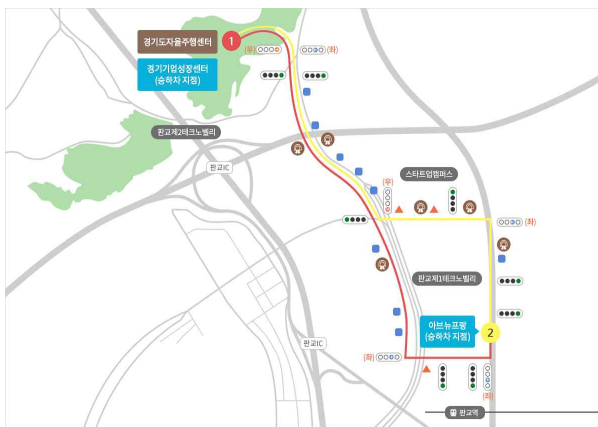 경기도자율주행센터
1
(우)
(좌)
경기기업성장센터
(승하차 지점)
판교제2테크노벨리
판교IC
스타트업캠퍼스
(우)
(좌)
판교제1테크노밸리
아브뉴프랑
(승하차 지점)
2
판교IC
(좌)
(좌)
판교역